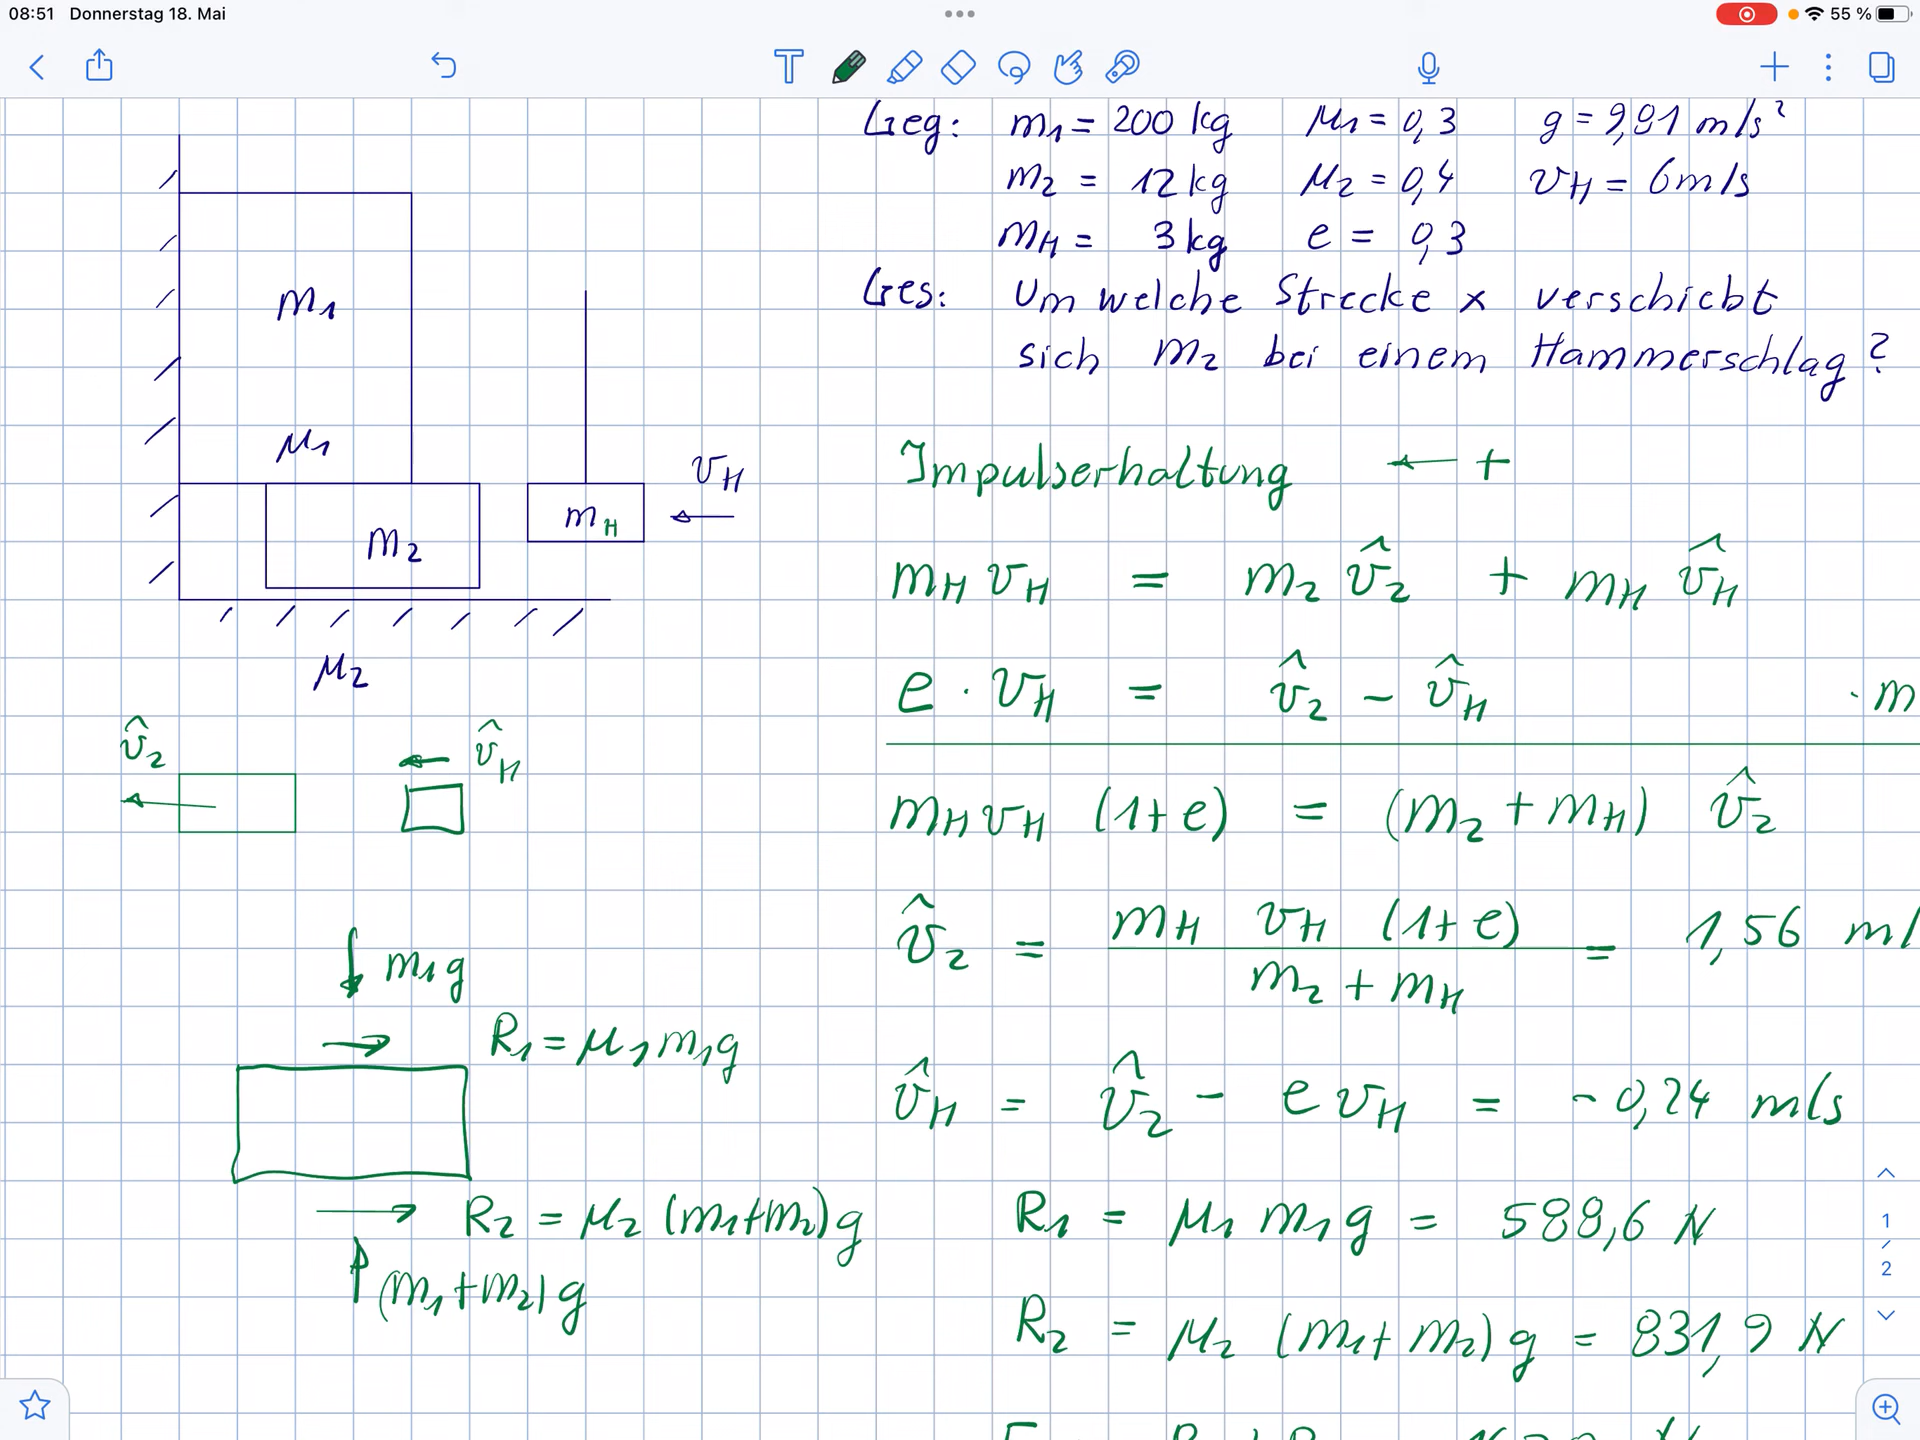 08:51 Donnerstag 18. Mai
55 %
T
Geg: m₁ = 200 kg μ₁ = 0,3 g = 9,81 m/s²
m₂ = 12 kg μ₂ = 0,4 v_H = 6 m/s
m_H = 3 kg e = 0,3
Ges: Um welche Strecke x verschiebt
sich m₂ bei einem Hammerschlag?
m₁
μ₁
v_H
m_H
m₂
μ₂
Impulserhaltung ← +
m_H v_H = m₂ v̂₂ + m_H v̂_H
e · v_H = v̂₂ - v̂_H · m
m_H v_H (1+e) = (m₂ + m_H) v̂₂
v̂₂ = m_H v_H (1+e) / m₂ + m_H = 1,56 m/
v̂_H = v̂₂ - e v_H = -0,24 m/s
R₁ = μ₁ m₁ g = 588,6 N
R₂ = μ₂ (m₁ + m₂) g = 831,9 N
v̂₂
v̂_H
m₁g
R₁ = μ₁ m₁ g
R₂ = μ₂ (m₁+m₂) g
(m₁+m₂) g
1
/
2